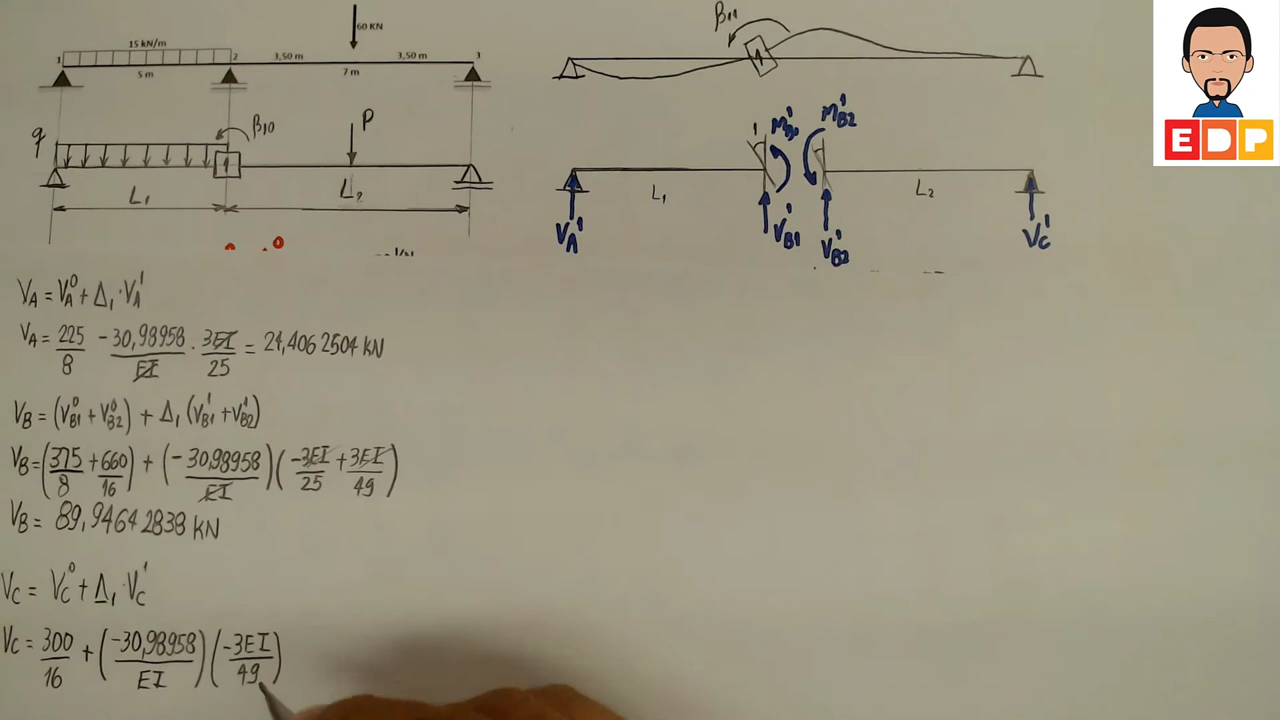 15 kN/m
60 KN
1
2
3
3,50 m
3,50 m
5 m
7 m
q
β10
P
1
L₁
L₂
β11
1
1
M'B1
M'B2
L₁
L₂
V'A
V'B1
V'B2
V'C
EDP
VA = V⁰A + Δ₁·V'A
VA = 225/8 - 30,98958/EI · 3EI/25 = 24,4062504 KN
VB = (V⁰B1 + V⁰B2) + Δ₁ (V'B1 + V'B2)
VB = (375/8 + 660/16) + (-30,98958/EI)(-3EI/25 + 3EI/49)
VB = 89,94642838 KN
VC = V⁰C + Δ₁·V'C
VC = 300/16 + (-30,98958/EI)(-3EI/49)